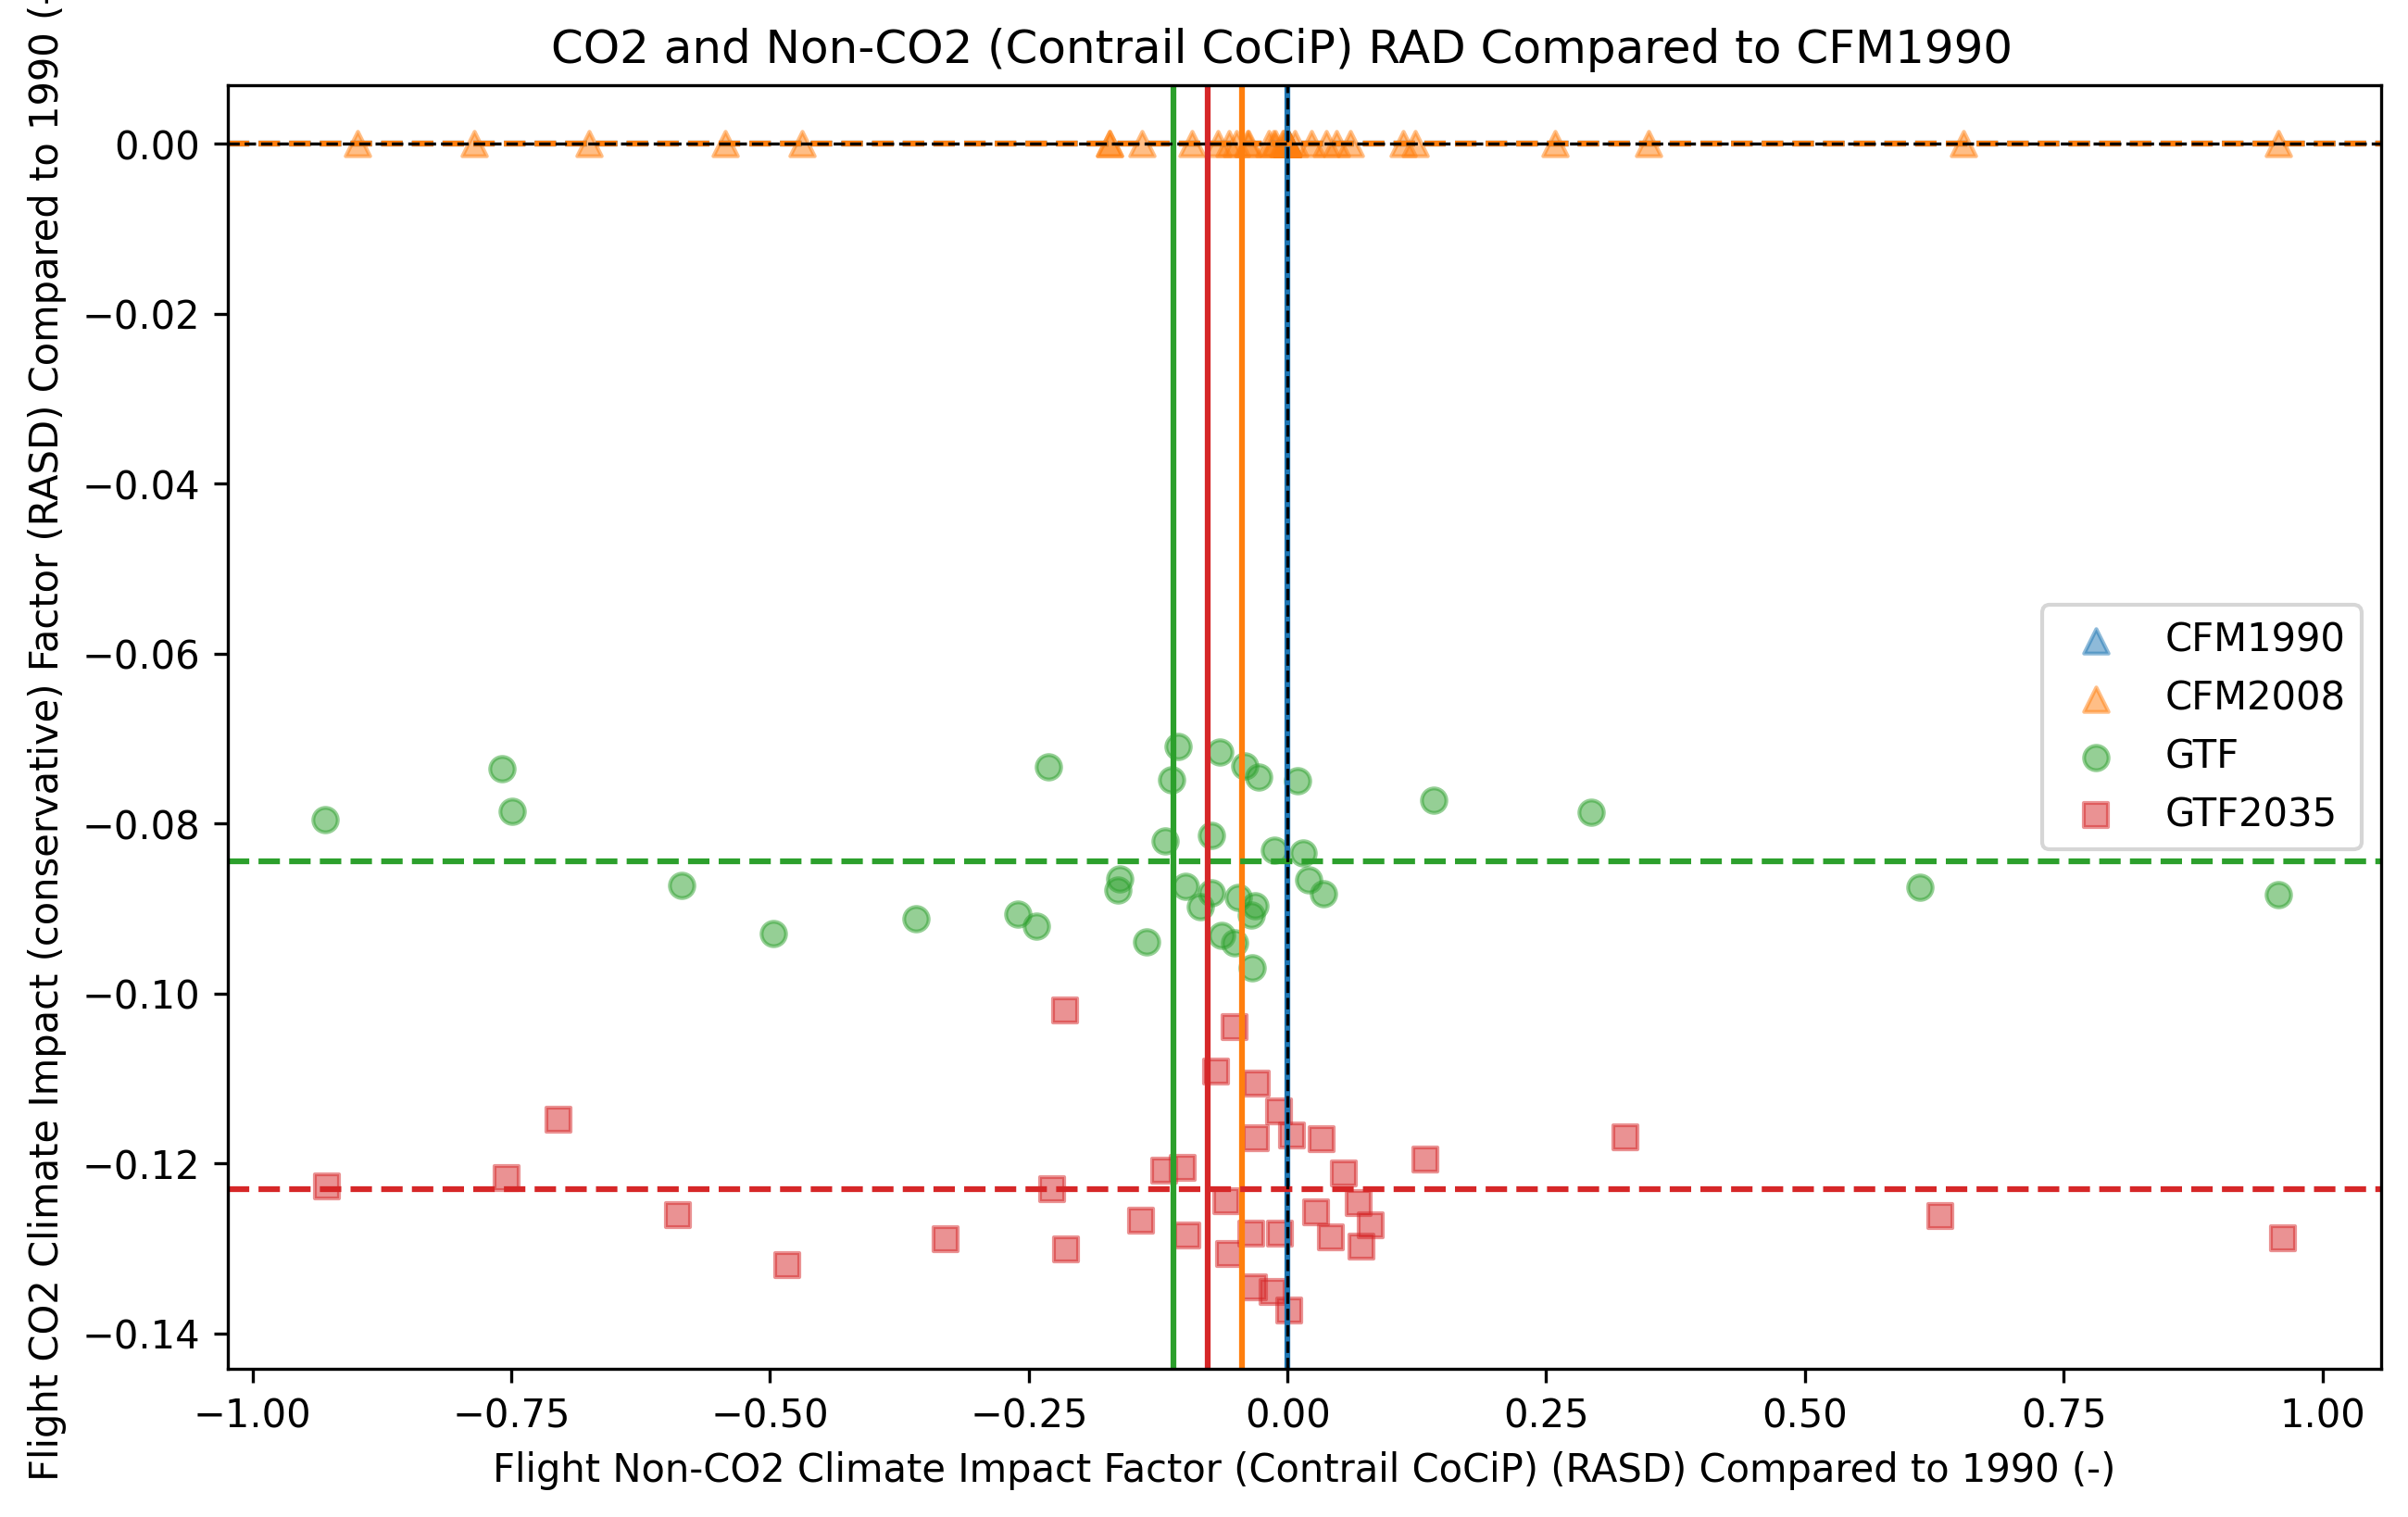 CO2 and Non-CO2 (Contrail CoCiP) RAD Compared to CFM1990
Flight CO2 Climate Impact (conservative) Factor (RASD) Compared to 1990 (-
0.00
−0.02
−0.04
−0.06
−0.08
−0.10
−0.12
−0.14
CFM1990
CFM2008
GTF
GTF2035
−1.00 −0.75 −0.50 −0.25 0.00 0.25 0.50 0.75 1.00
Flight Non-CO2 Climate Impact Factor (Contrail CoCiP) (RASD) Compared to 1990 (-)